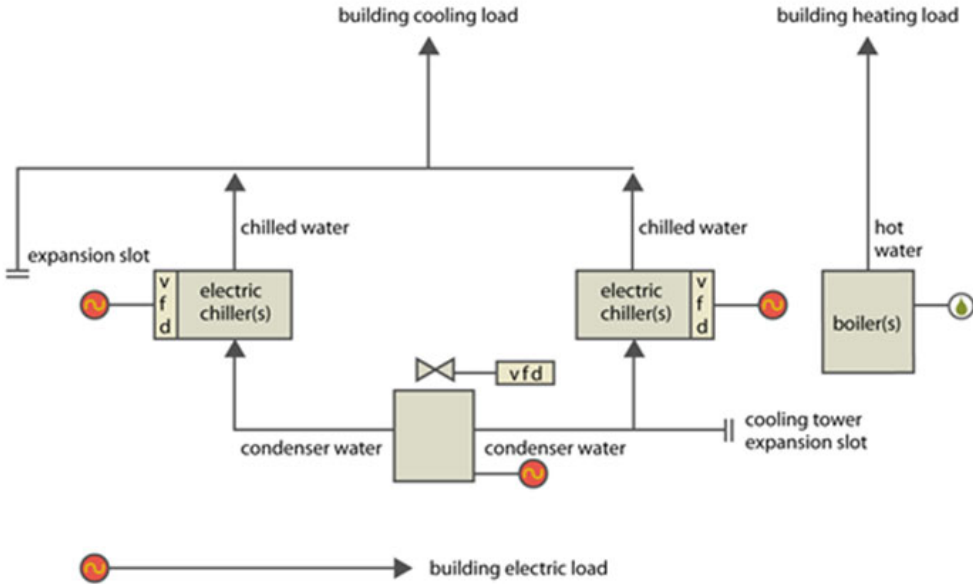 building cooling load
building heating load
chilled water
chilled water
hot
water
expansion slot
v
f
d
electric
chiller(s)
electric
chiller(s)
v
f
d
boiler(s)
v f d
condenser water
condenser water
cooling tower
expansion slot
building electric load